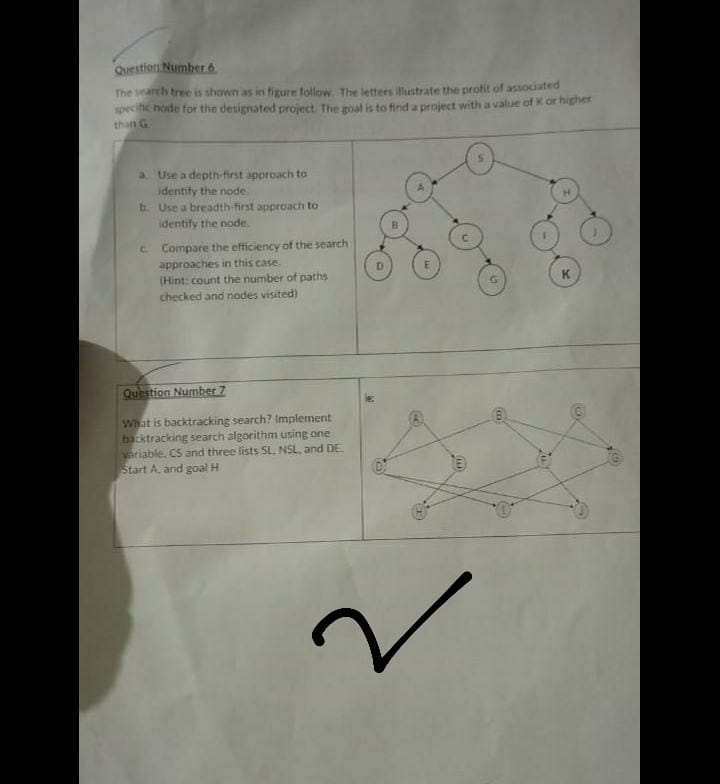 Question Number 6
The search tree is shown as in figure follow. The letters illustrate the profit of associated
specific node for the designated project. The goal is to find a project with a value of K or higher
than G.
a. Use a depth-first approach to
identify the node.
b. Use a breadth-first approach to
identify the node.
c. Compare the efficiency of the search
approaches in this case.
(Hint: count the number of paths
checked and nodes visited)
S
A
H
B
C
I
J
D
E
G
K
Question Number 7
What is backtracking search? Implement
backtracking search algorithm using one
variable, CS and three lists SL, NSL, and DE.
Start A, and goal H
le:
A
B
C
D
E
F
G
H
I
J